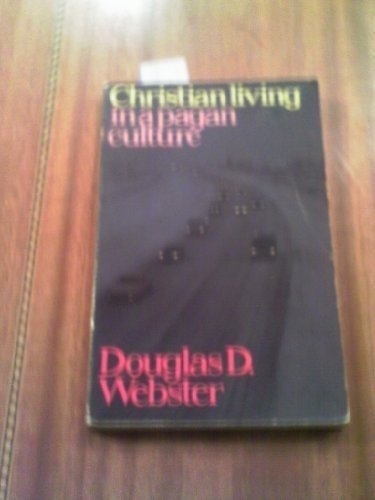 Christian living
in a pagan
culture
Douglas D.
Webster